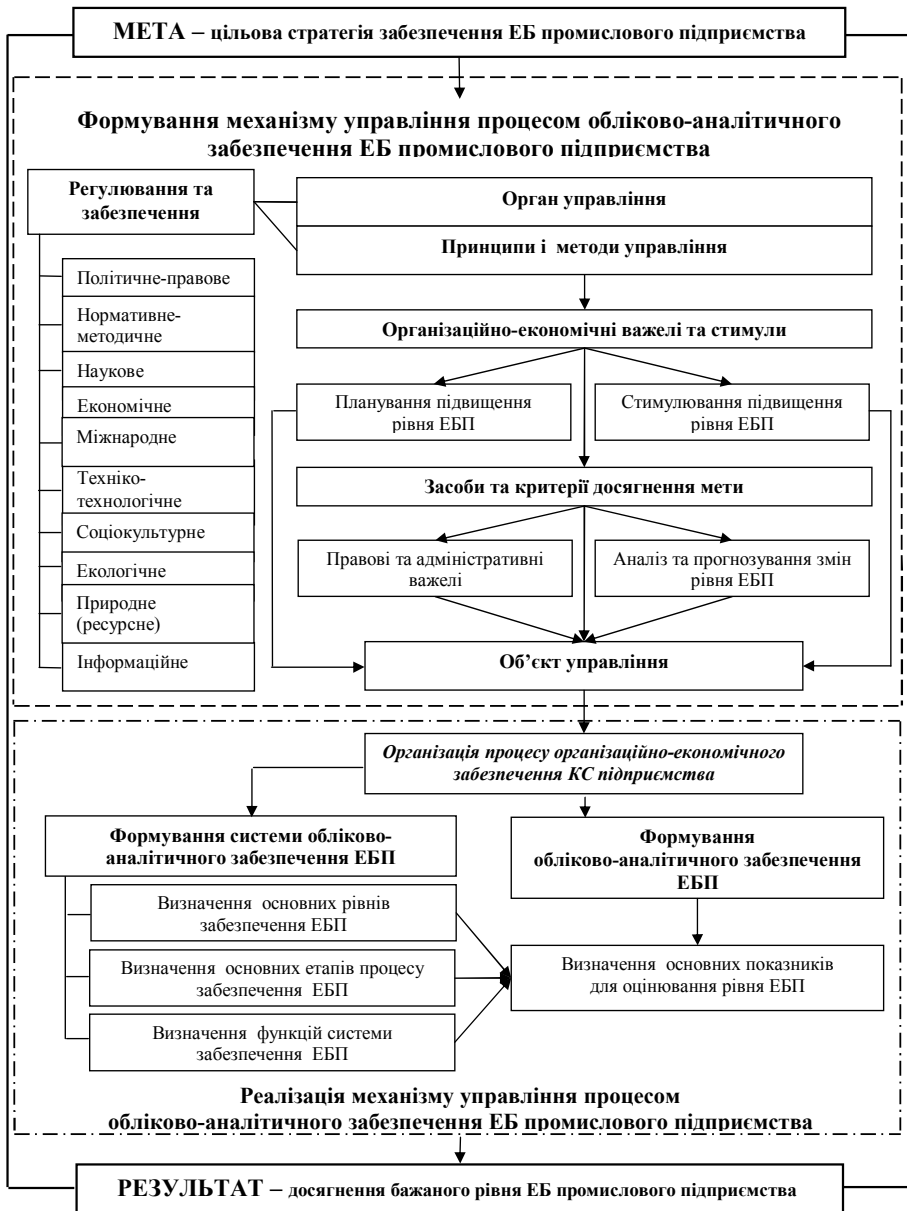 МЕТА – цільова стратегія забезпечення ЕБ промислового підприємства
Формування механізму управління процесом обліково-аналітичного
забезпечення ЕБ промислового підприємства
Регулювання та
забезпечення
Орган управління
Принципи і методи управління
Політичне-правове
Нормативне-
методичне
Наукове
Економічне
Міжнародне
Техніко-
технологічне
Соціокультурне
Екологічне
Природне
(ресурсне)
Інформаційне
Організаційно-економічні важелі та стимули
Планування підвищення
рівня ЕБП
Стимулювання підвищення
рівня ЕБП
Засоби та критерії досягнення мети
Правові та адміністративні
важелі
Аналіз та прогнозування змін
рівня ЕБП
Об’єкт управління
Організація процесу організаційно-економічного
забезпечення КС підприємства
Формування системи обліково-
аналітичного забезпечення ЕБП
Формування
обліково-аналітичного забезпечення
ЕБП
Визначення основних рівнів
забезпечення ЕБП
Визначення основних етапів процесу
забезпечення ЕБП
Визначення функцій системи
забезпечення ЕБП
Визначення основних показників
для оцінювання рівня ЕБП
Реалізація механізму управління процесом
обліково-аналітичного забезпечення ЕБ промислового підприємства
РЕЗУЛЬТАТ – досягнення бажаного рівня ЕБ промислового підприємства